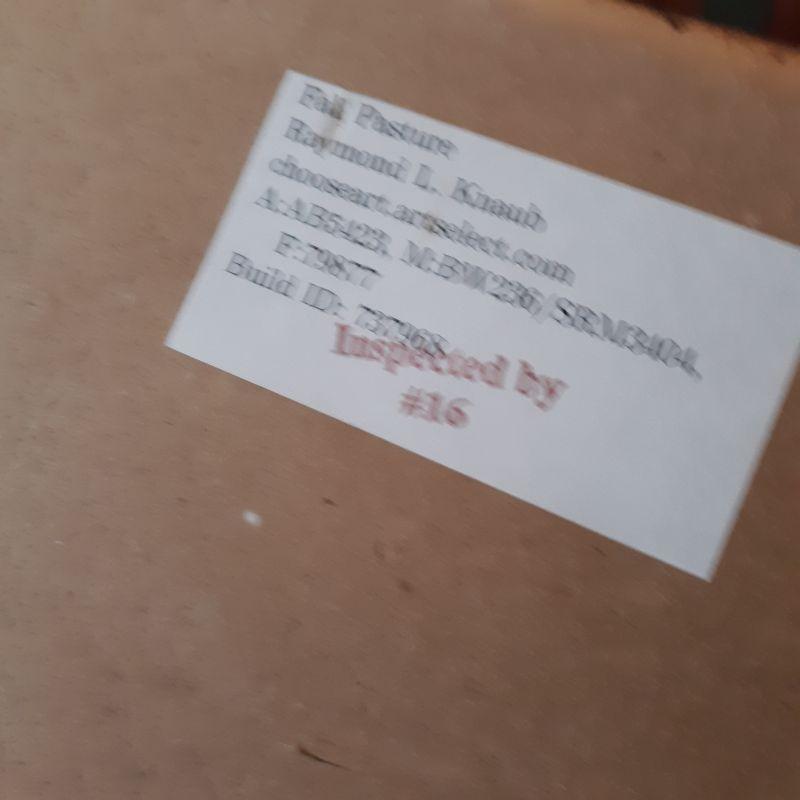 Fall Pasture
Raymond L. Knaub
chooseart.artselect.com
A:AB5423, M:BW236/SRM3404,
F:79877
Build ID: 737968
Inspected by
#16